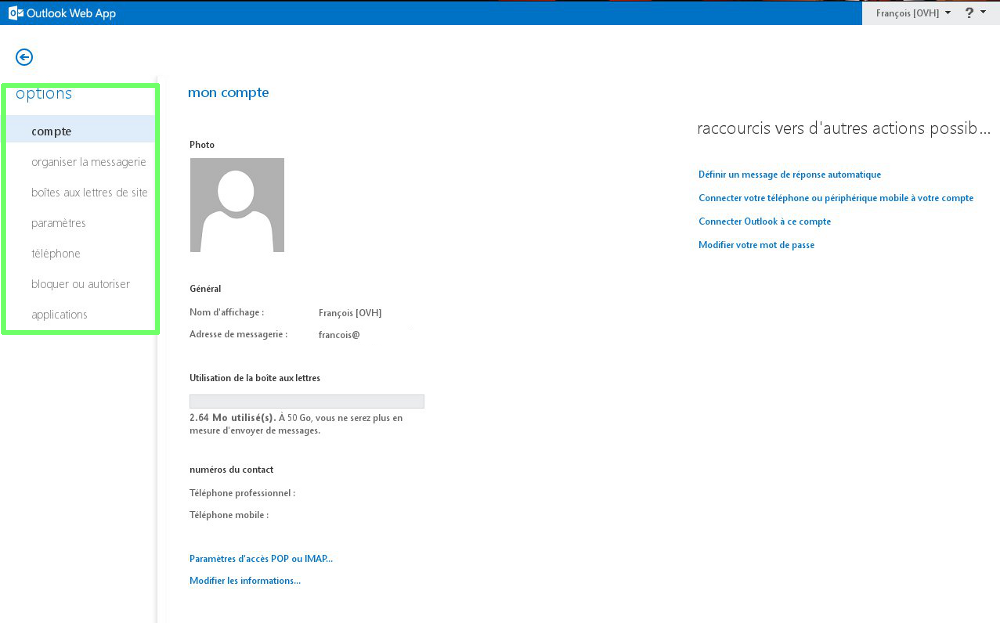 Outlook Web App
François [OVH]
?
options
compte
organiser la messagerie
boîtes aux lettres de site
paramètres
téléphone
bloquer ou autoriser
applications
mon compte
Photo
Général
Nom d'affichage :
François [OVH]
Adresse de messagerie :
francois@
Utilisation de la boîte aux lettres
2.64 Mo utilisé(s). À 50 Go, vous ne serez plus en
mesure d'envoyer de messages.
numéros du contact
Téléphone professionnel :
Téléphone mobile :
Paramètres d'accès POP ou IMAP...
Modifier les informations...
raccourcis vers d'autres actions possib...
Définir un message de réponse automatique
Connecter votre téléphone ou périphérique mobile à votre compte
Connecter Outlook à ce compte
Modifier votre mot de passe